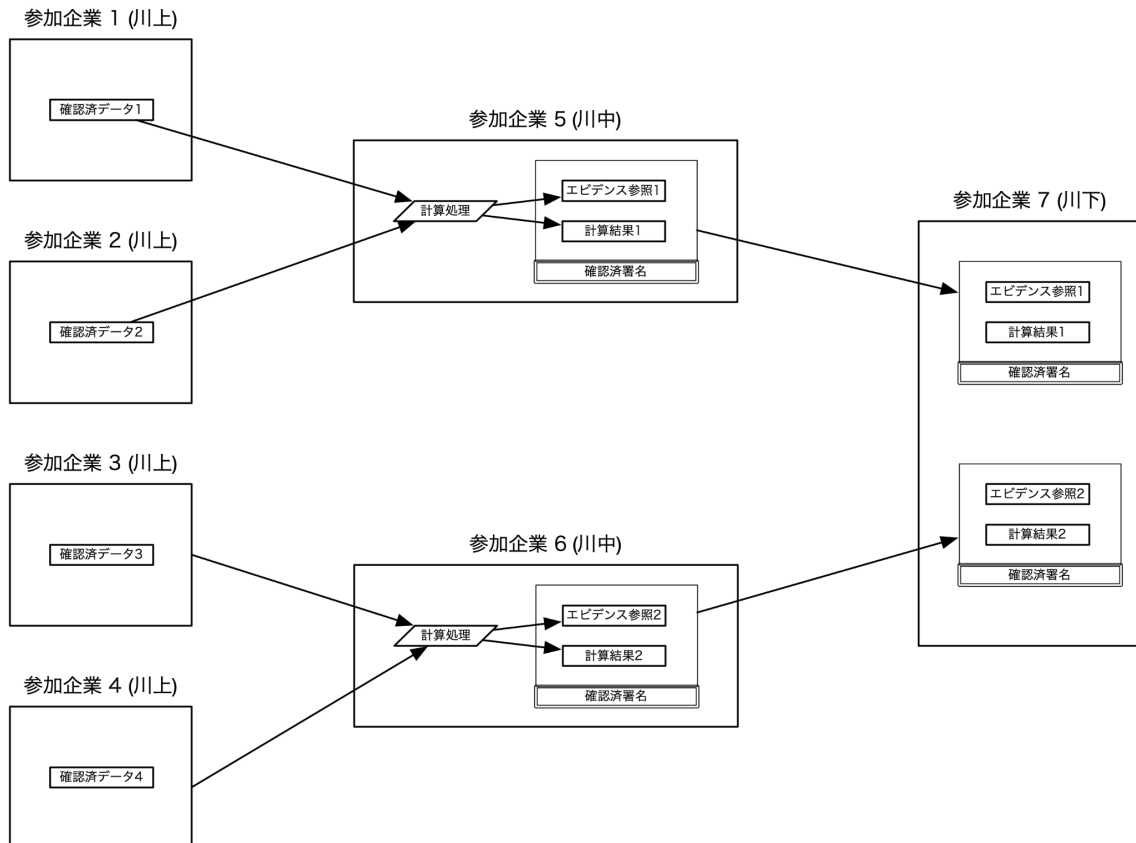 参加企業 1 (川上)
確認済データ1
参加企業 2 (川上)
確認済データ2
参加企業 3 (川上)
確認済データ3
参加企業 4 (川上)
確認済データ4
参加企業 5 (川中)
計算処理
エビデンス参照1
計算結果1
確認済署名
参加企業 6 (川中)
計算処理
エビデンス参照2
計算結果2
確認済署名
参加企業 7 (川下)
エビデンス参照1
計算結果1
確認済署名
エビデンス参照2
計算結果2
確認済署名